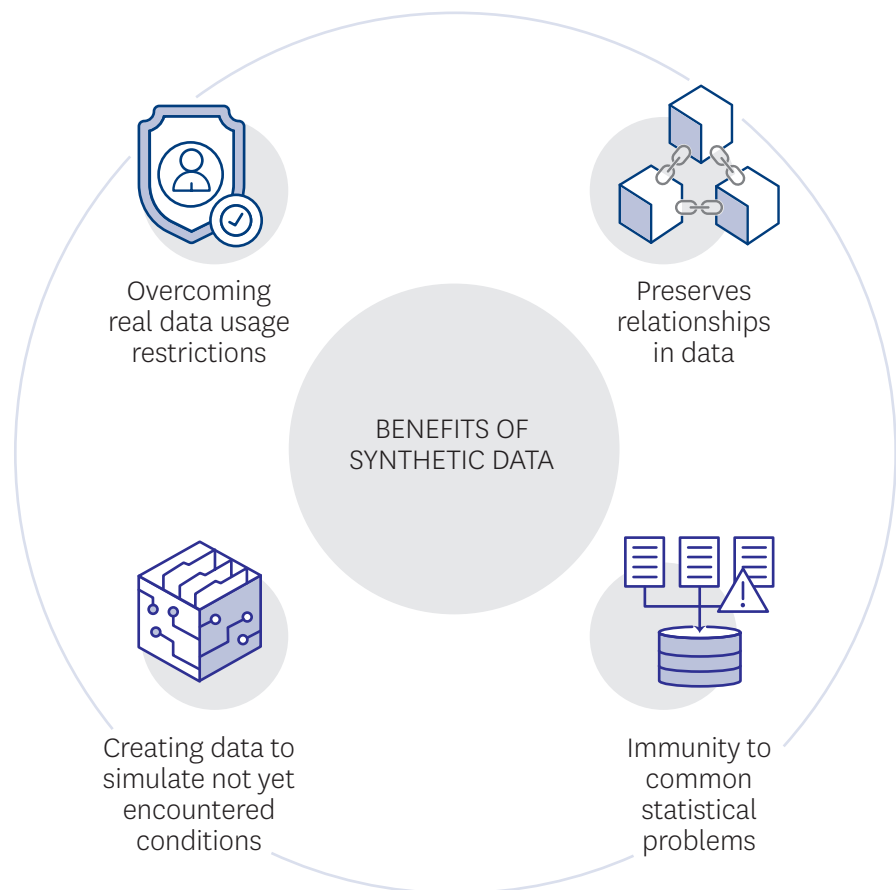 Overcoming
real data usage
restrictions
Preserves
relationships
in data
BENEFITS OF
SYNTHETIC DATA
Creating data to
simulate not yet
encountered
conditions
Immunity to
common
statistical
problems